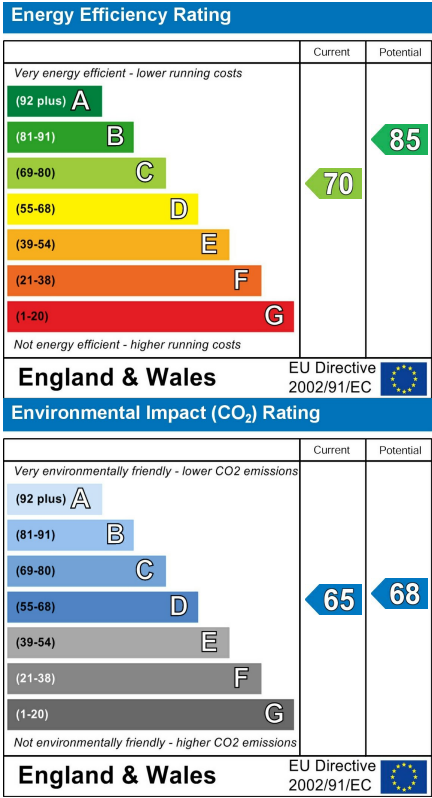 Energy Efficiency Rating
Current Potential
Very energy efficient - lower running costs
(92 plus) A
(81-91) B
85
(69-80) C
70
(55-68) D
(39-54) E
(21-38) F
(1-20) G
Not energy efficient - higher running costs
England & Wales
EU Directive
2002/91/EC
Environmental Impact (CO₂) Rating
Current Potential
Very environmentally friendly - lower CO2 emissions
(92 plus) A
(81-91) B
(69-80) C
(55-68) D
65
68
(39-54) E
(21-38) F
(1-20) G
Not environmentally friendly - higher CO2 emissions
England & Wales
EU Directive
2002/91/EC